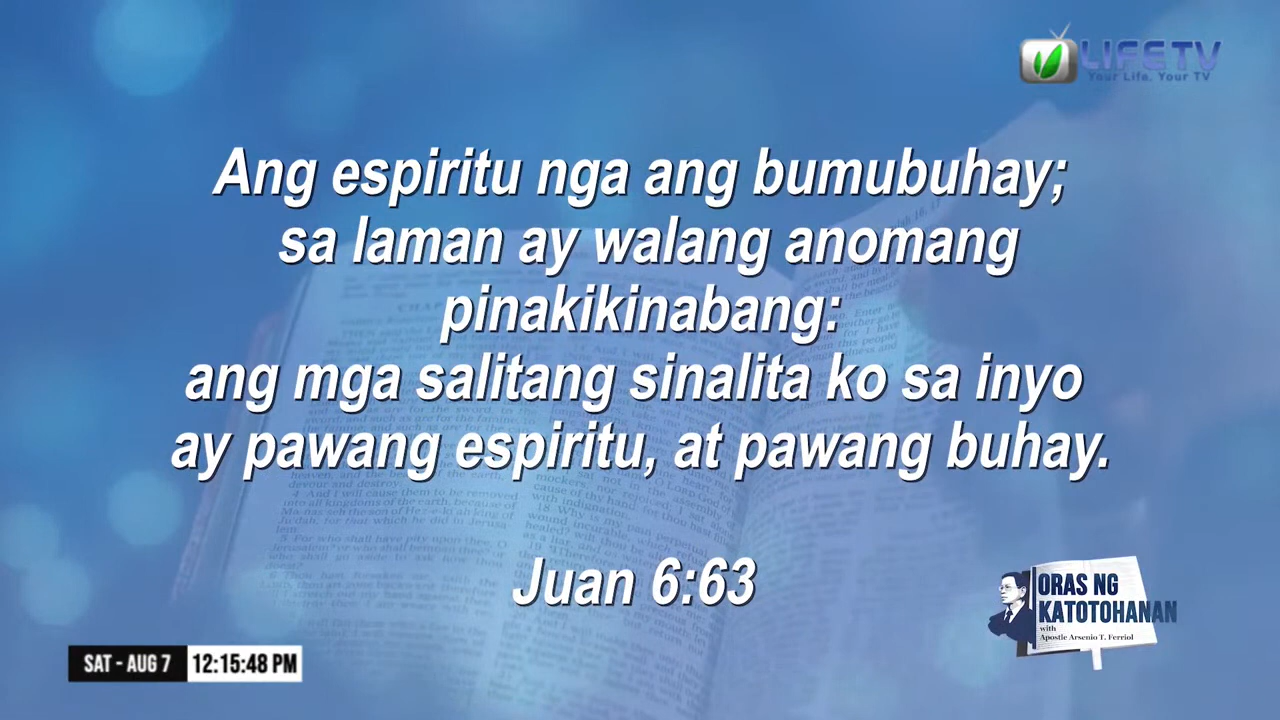 LIFETV
Your Life. Your TV
Ang espiritu nga ang bumubuhay;
sa laman ay walang anomang
pinakikinabang:
ang mga salitang sinalita ko sa inyo
ay pawang espiritu, at pawang buhay.
Juan 6:63
ORAS NG
KATOTOHANAN
with
Apostle Arsenio T. Ferriol
SAT - AUG 7 12:15:48 PM